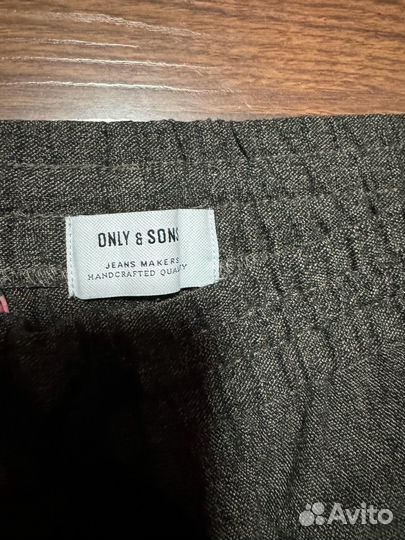 ONLY & SONS
JEANS MAKERS
HANDCRAFTED QUALITY
Avito